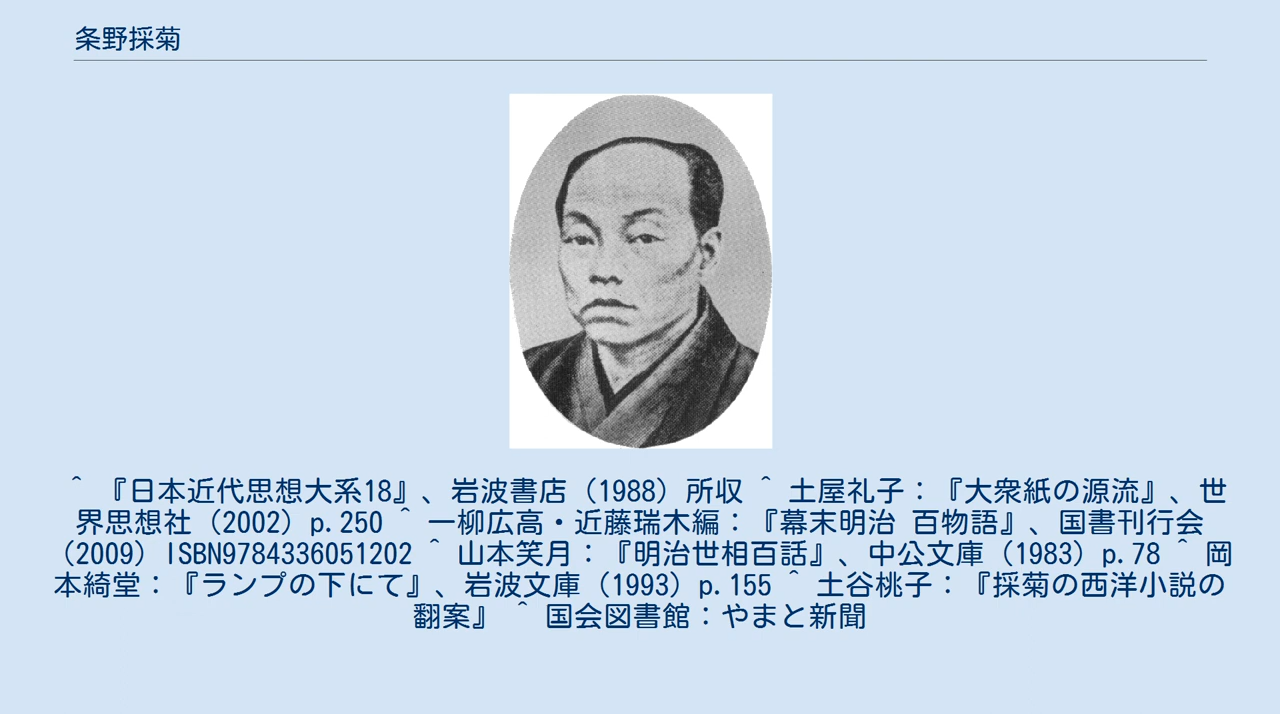 条野採菊
^ 『日本近代思想大系18』、岩波書店（1988）所収 ^ 土屋礼子：『大衆紙の源流』、世
界思想社（2002）p.250 ^ 一柳広高・近藤瑞木編：『幕末明治 百物語』、国書刊行会
（2009）ISBN9784336051202 ^ 山本笑月：『明治世相百話』、中公文庫（1983）p.78 ^ 岡
本綺堂：『ランプの下にて』、岩波文庫（1993）p.155 ^ 土谷桃子：『採菊の西洋小説の
翻案』 ^ 国会図書館：やまと新聞